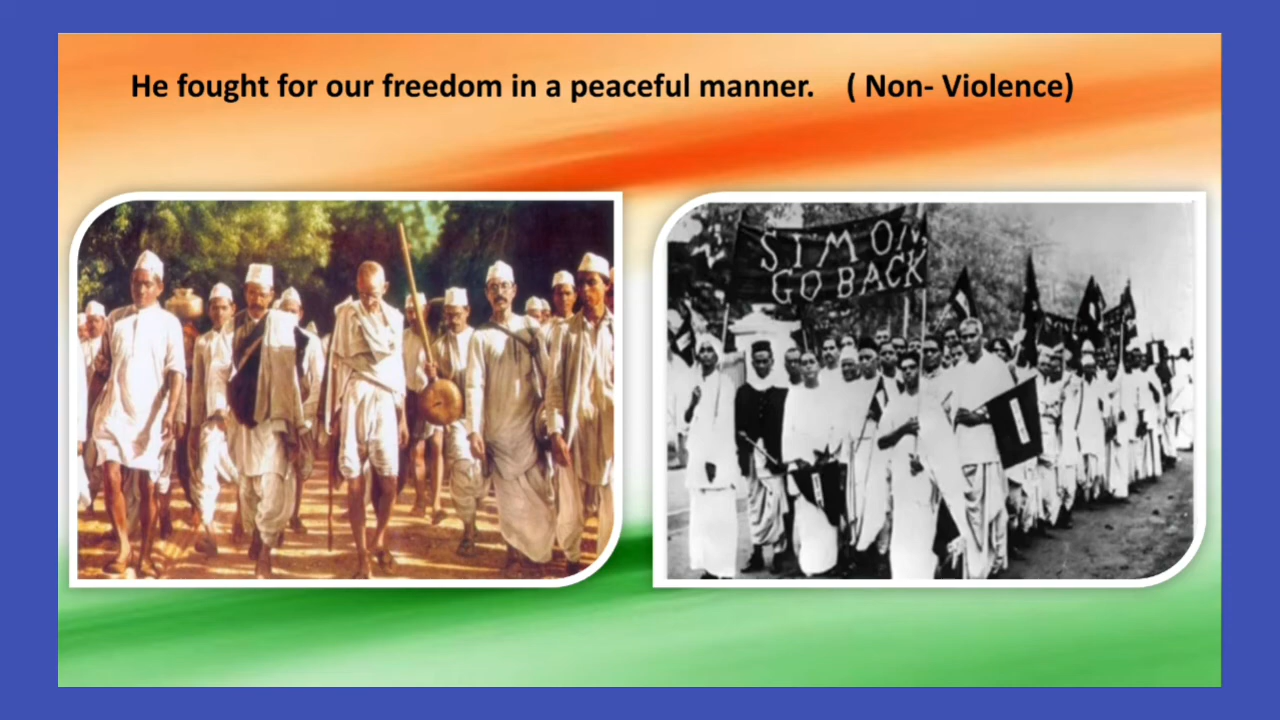 He fought for our freedom in a peaceful manner. ( Non- Violence)
SIMON,
GO BACK